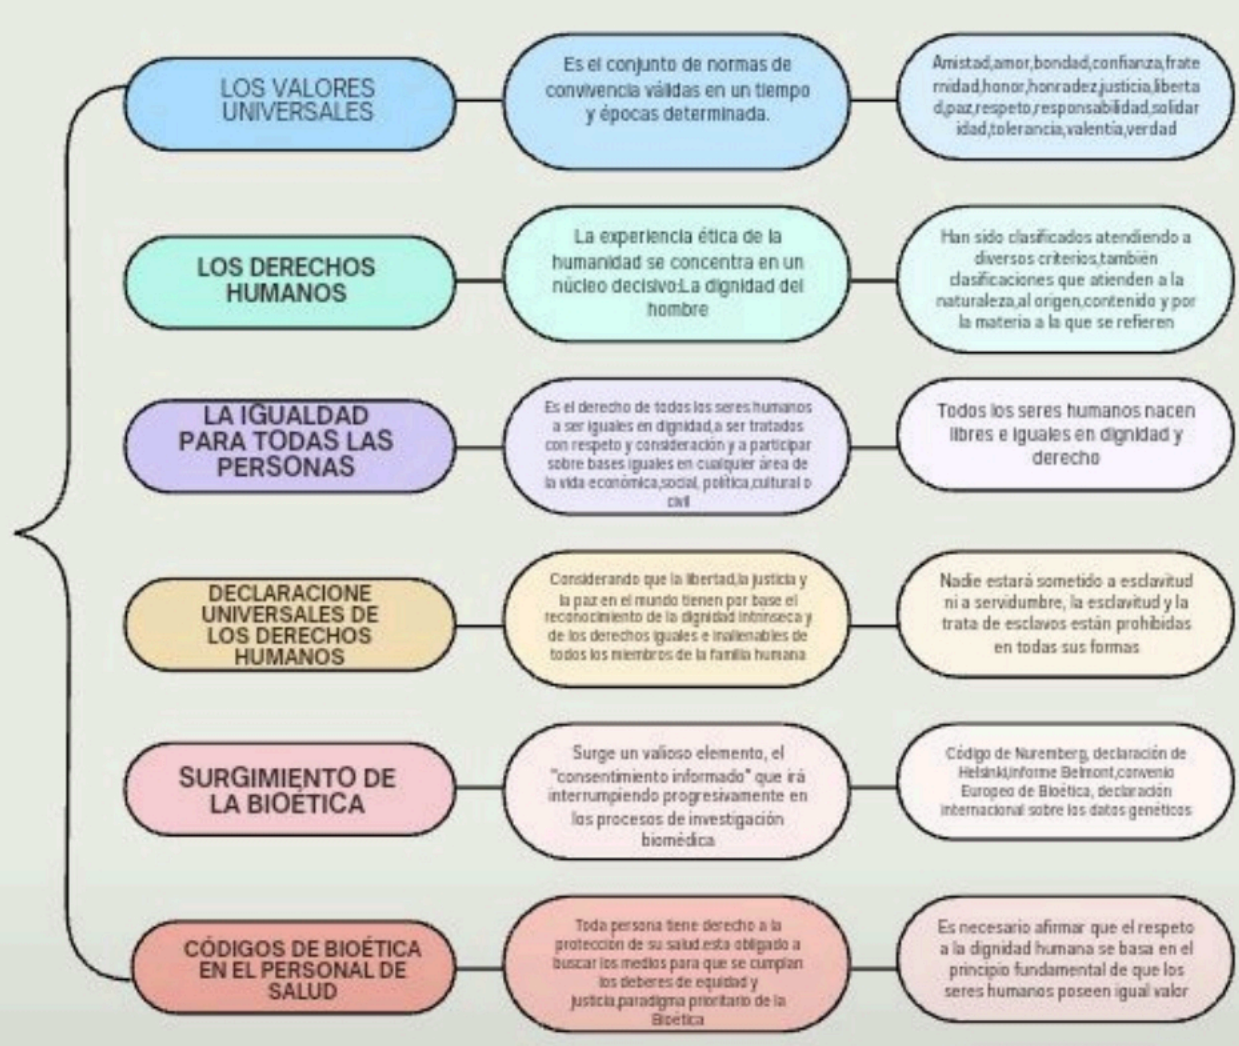 LOS VALORES
UNIVERSALES
Es el conjunto de normas de
convivencia válidas en un tiempo
y épocas determinada.
Amistad,amor,bondad,confianza,frate
rnidad,honor,honradez,justicia,liberta
d,paz,respeto,responsabilidad,solidar
idad,tolerancia,valentía,verdad
LOS DERECHOS
HUMANOS
La experiencia ética de la
humanidad se concentra en un
núcleo decisivo:La dignidad del
hombre
Han sido clasificados atendiendo a
diversos criterios,también
clasificaciones que atienden a la
naturaleza,al origen,contenido y por
la materia a la que se refieren
LA IGUALDAD
PARA TODAS LAS
PERSONAS
Es el derecho de todos los seres humanos
a ser iguales en dignidad,a ser tratados
con respeto y consideración y a participar
sobre bases iguales en cualquier área de
la vida económica,social, política,cultural o
civil
Todos los seres humanos nacen
libres e iguales en dignidad y
derecho
DECLARACIONE
UNIVERSALES DE
LOS DERECHOS
HUMANOS
Considerando que la libertad,la justicia y
la paz en el mundo tienen por base el
reconocimiento de la dignidad intrínseca y
de los derechos iguales e inalienables de
todos los miembros de la familia humana
Nadie estará sometido a esclavitud
ni a servidumbre, la esclavitud y la
trata de esclavos están prohibidas
en todas sus formas
SURGIMIENTO DE
LA BIOÉTICA
Surge un valioso elemento, el
"consentimiento informado" que irá
interrumpiendo progresivamente en
los procesos de investigación
biomédica
Código de Nuremberg, declaración de
Helsinki,informe Belmont,convenio
Europeo de Bioética, declaración
internacional sobre los datos genéticos
CÓDIGOS DE BIOÉTICA
EN EL PERSONAL DE
SALUD
Toda persona tiene derecho a la
protección de su salud.esta obligado a
buscar los medios para que se cumplan
los deberes de equidad y
justicia,paradigma prioritario de la
Bioética
Es necesario afirmar que el respeto
a la dignidad humana se basa en el
principio fundamental de que los
seres humanos poseen igual valor